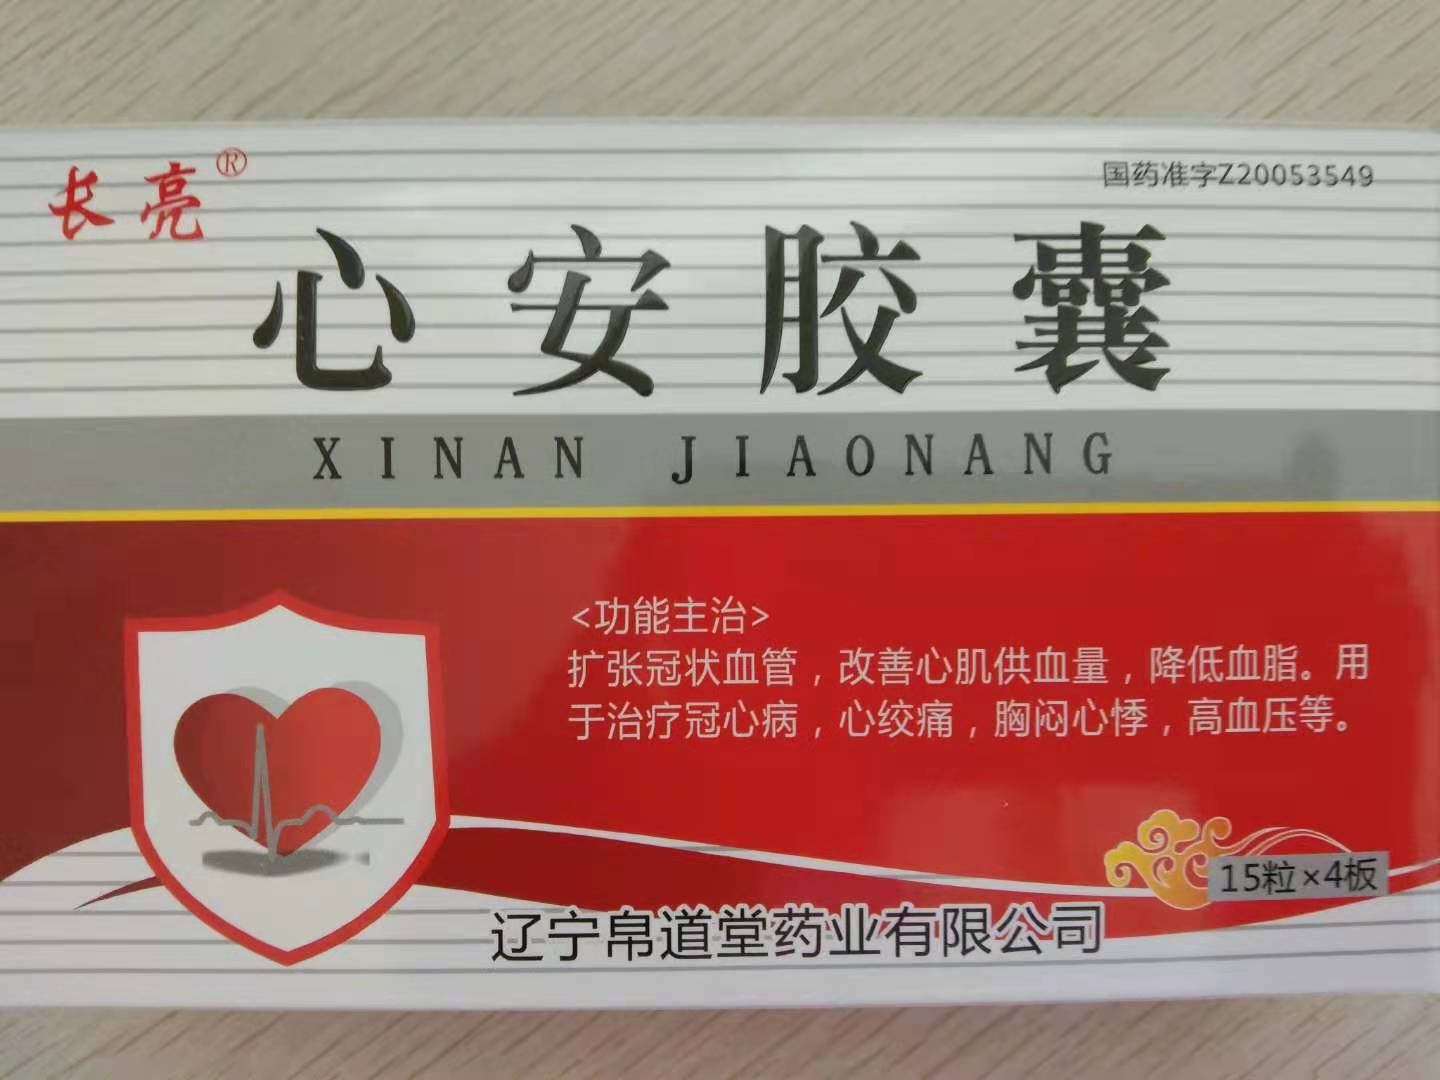 长亮®
国药准字Z20053549
心安胶囊
XINAN JIAONANG
<功能主治>
扩张冠状血管，改善心肌供血量，降低血脂。用
于治疗冠心病，心绞痛，胸闷心悸，高血压等。
15粒×4板
辽宁帛道堂药业有限公司